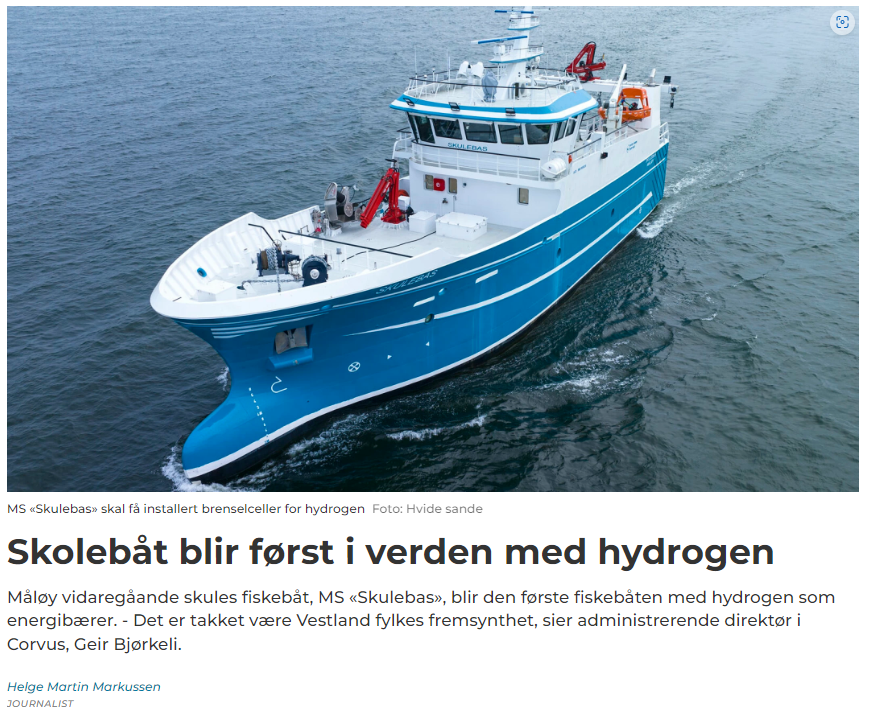 SKULEBAS
SKULEBAS
MS «Skulebas» skal få installert brenselceller for hydrogen Foto: Hvide sande
Skolebåt blir først i verden med hydrogen
Måløy vidaregåande skules fiskebåt, MS «Skulebas», blir den første fiskebåten med hydrogen som
energibærer. - Det er takket være Vestland fylkes fremsynthet, sier administrerende direktør i
Corvus, Geir Bjørkeli.
Helge Martin Markussen
JOURNALIST